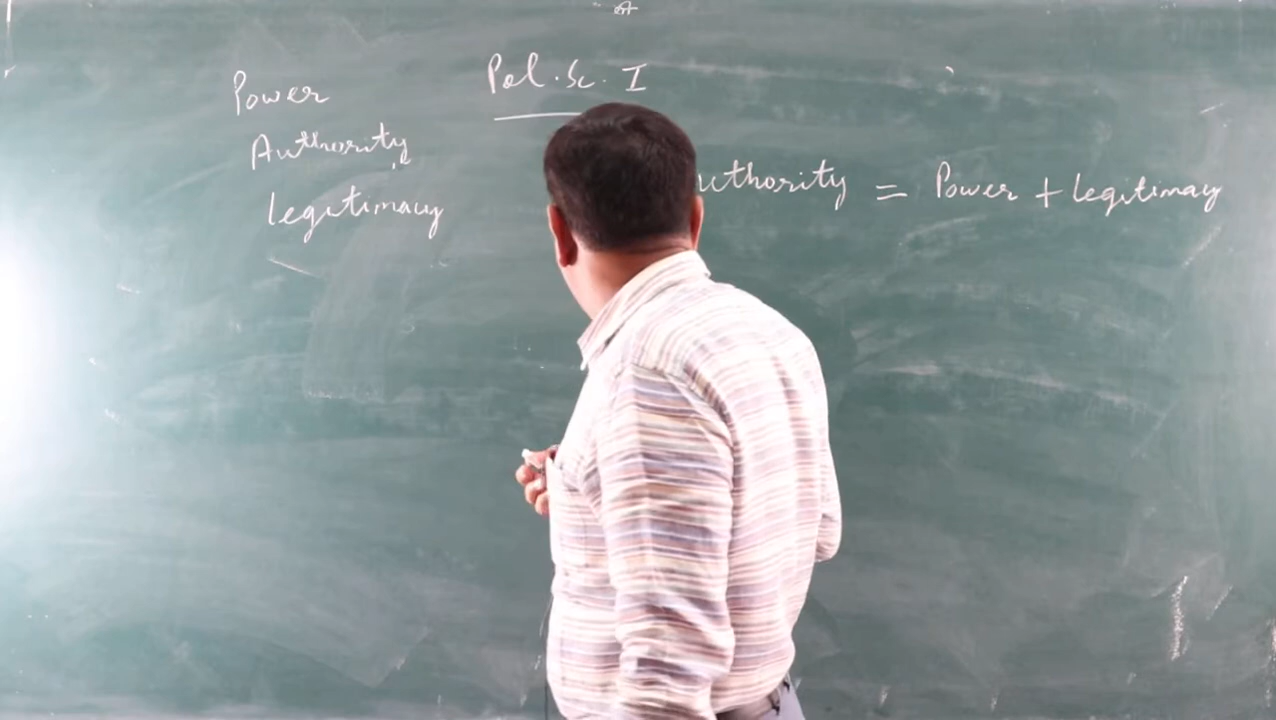 Pol. Sc. I
Power
Authority
legitimacy
uthority = Power + legitimacy